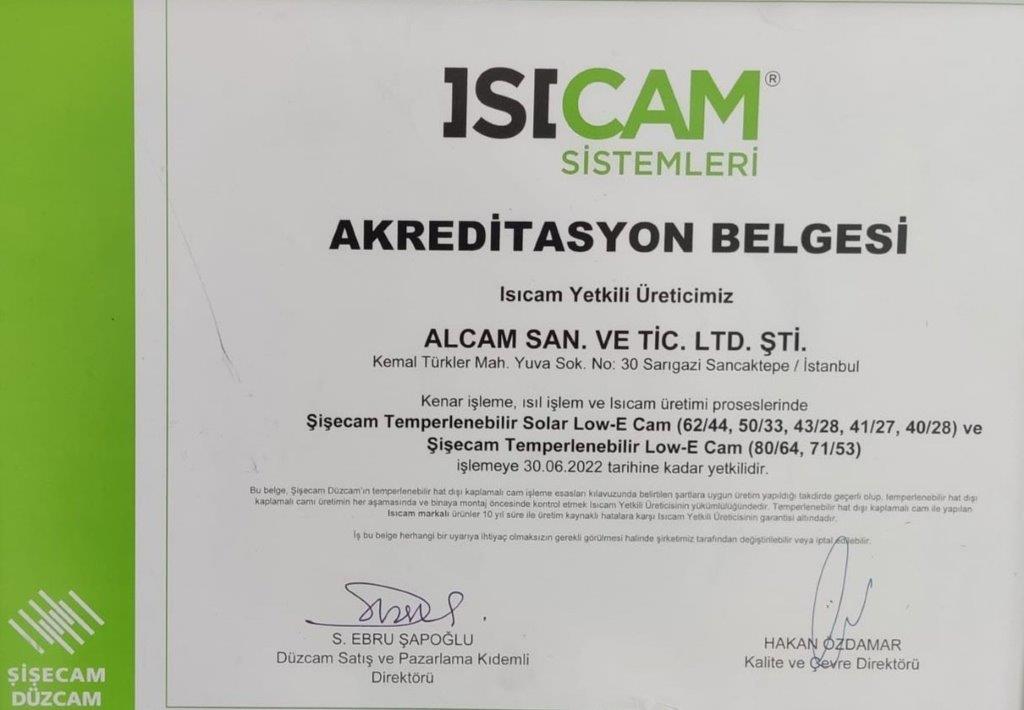 ISICAM®
SİSTEMLERİ
AKREDİTASYON BELGESİ
Isıcam Yetkili Üreticimiz
ALCAM SAN. VE TİC. LTD. ŞTİ.
Kemal Türkler Mah. Yuva Sok. No: 30 Sarıgazi Sancaktepe / İstanbul
Kenar işleme, ısıl işlem ve Isıcam üretimi proseslerinde
Şişecam Temperlenebilir Solar Low-E Cam (62/44, 50/33, 43/28, 41/27, 40/28) ve
Şişecam Temperlenebilir Low-E Cam (80/64, 71/53)
işlemeye 30.06.2022 tarihine kadar yetkilidir.
Bu belge, Şişecam Düzcam'ın temperlenebilir hat dışı kaplamalı cam işleme esasları kılavuzunda belirtilen şartlara uygun üretim yapıldığı takdirde geçerli olup, temperlenebilir hat dışı
kaplamalı camı üretimin her aşamasında ve binaya montaj öncesinde kontrol etmek Isıcam Yetkili Üreticisinin yükümlülüğündedir. Temperlenebilir hat dışı kaplamalı cam ile yapılan
Isıcam markalı ürünler 10 yıl süre ile üretim kaynaklı hatalara karşı Isıcam Yetkili Üreticisinin garantisi altındadır.
İş bu belge herhangi bir uyarıya ihtiyaç olmaksızın gerekli görülmesi halinde şirketimiz tarafından değiştirilebilir veya iptal edilebilir.
S. EBRU ŞAPOĞLU
Düzcam Satış ve Pazarlama Kıdemli
Direktörü
HAKAN ÖZDAMAR
Kalite ve Çevre Direktörü
ŞİŞECAM
DÜZCAM